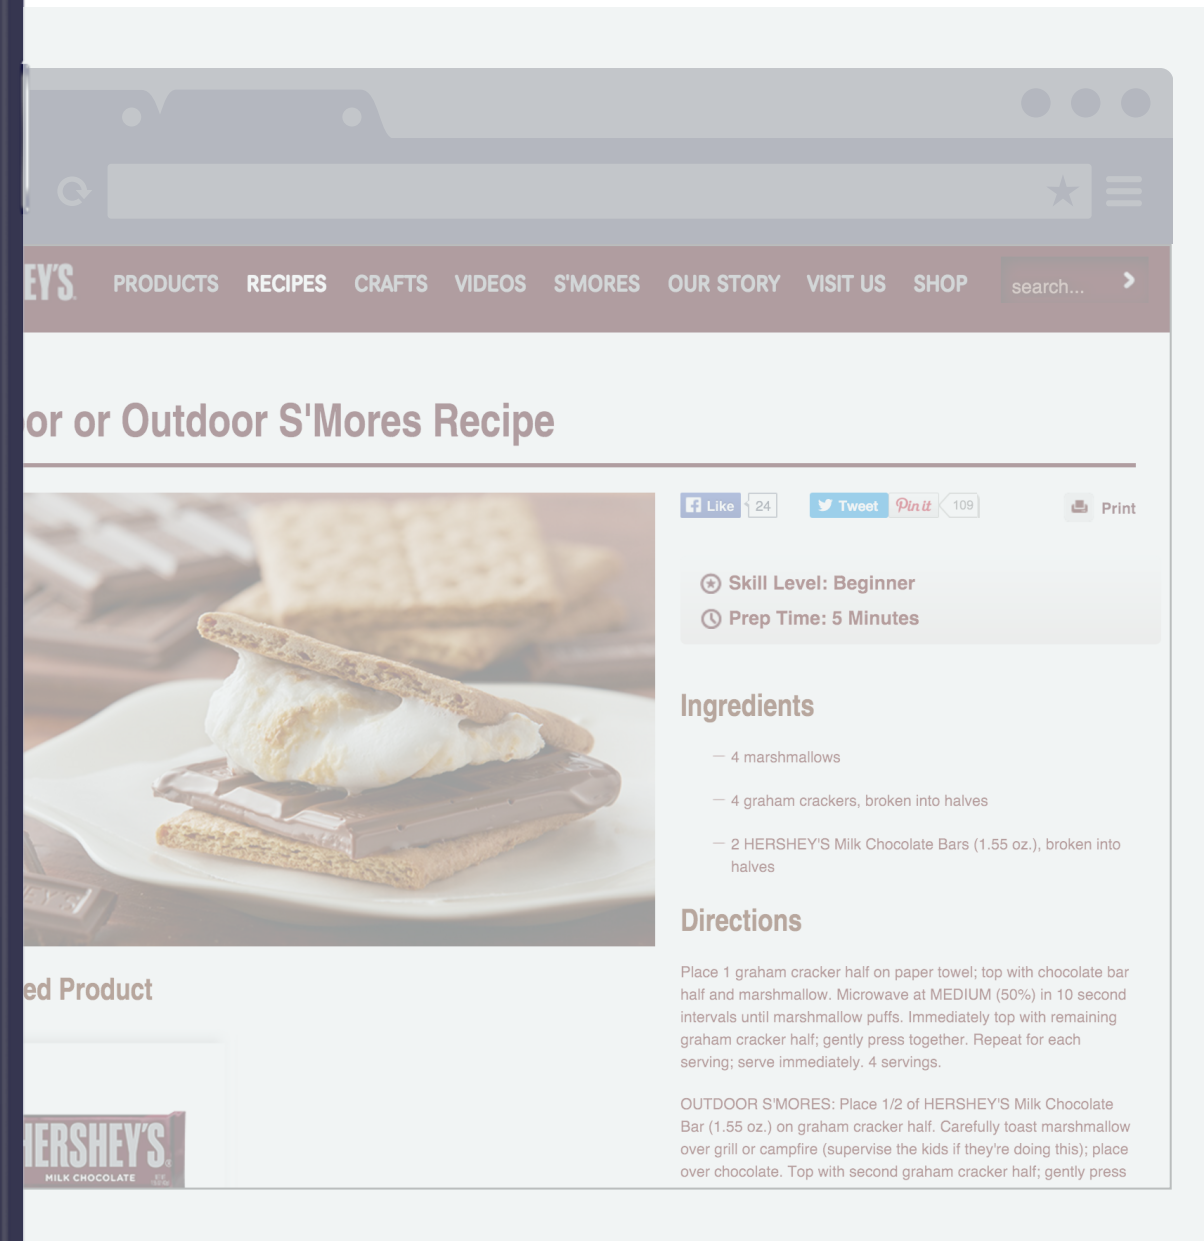 EY'S PRODUCTS RECIPES CRAFTS VIDEOS S'MORES OUR STORY VISIT US SHOP search...
or or Outdoor S'Mores Recipe
Like 24 Tweet Pin it 109 Print
Skill Level: Beginner
Prep Time: 5 Minutes
Ingredients
— 4 marshmallows
— 4 graham crackers, broken into halves
— 2 HERSHEY'S Milk Chocolate Bars (1.55 oz.), broken into
halves
Directions
Place 1 graham cracker half on paper towel; top with chocolate bar
half and marshmallow. Microwave at MEDIUM (50%) in 10 second
intervals until marshmallow puffs. Immediately top with remaining
graham cracker half; gently press together. Repeat for each
serving; serve immediately. 4 servings.
OUTDOOR S'MORES: Place 1/2 of HERSHEY'S Milk Chocolate
Bar (1.55 oz.) on graham cracker half. Carefully toast marshmallow
over grill or campfire (supervise the kids if they're doing this); place
over chocolate. Top with second graham cracker half; gently press
ed Product
HERSHEY'S
MILK CHOCOLATE